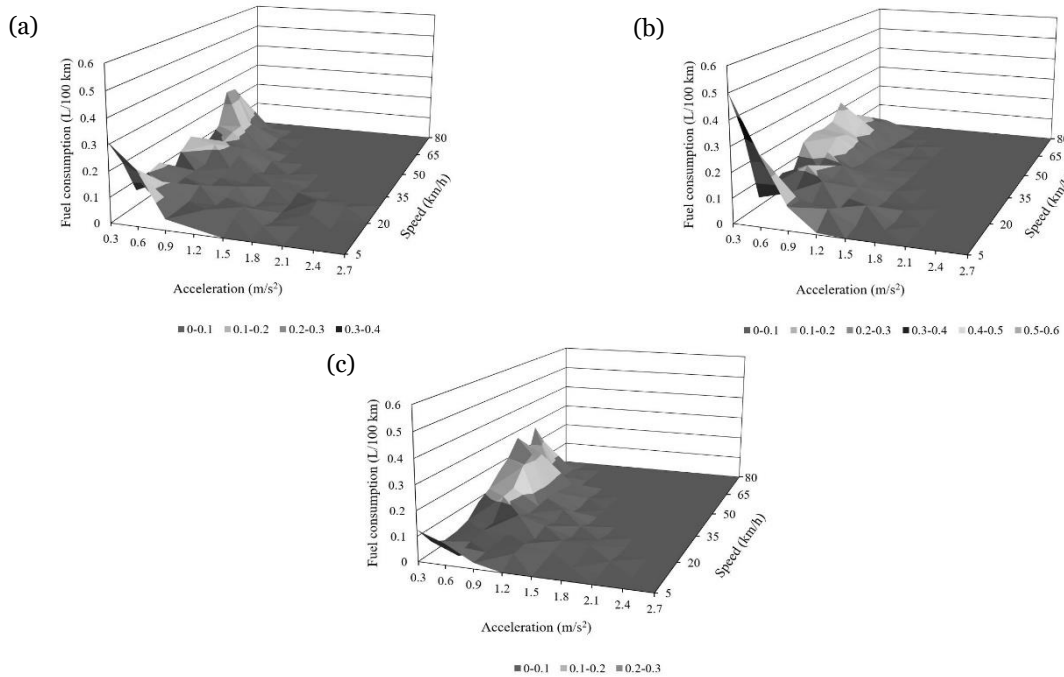 (a)
Fuel consumption (L/100 km)
0.6
0.5
0.4
0.3
0.2
0.1
0
0.3 0.6 0.9 1.2 1.5 1.8 2.1 2.4 2.7
Acceleration (m/s²)
80
65
50
35
20
5
Speed (km/h)
■ 0-0.1 ■ 0.1-0.2 ■ 0.2-0.3 ■ 0.3-0.4
(b)
Fuel consumption (L/100 km)
0.6
0.5
0.4
0.3
0.2
0.1
0
0.3 0.6 0.9 1.2 1.5 1.8 2.1 2.4 2.7
Acceleration (m/s²)
80
65
50
35
20
5
Speed (km/h)
■ 0-0.1 ■ 0.1-0.2 ■ 0.2-0.3 ■ 0.3-0.4 ■ 0.4-0.5 ■ 0.5-0.6
(c)
Fuel consumption (L/100 km)
0.6
0.5
0.4
0.3
0.2
0.1
0
0.3 0.6 0.9 1.2 1.5 1.8 2.1 2.4 2.7
Acceleration (m/s²)
80
65
50
35
20
5
Speed (km/h)
■ 0-0.1 ■ 0.1-0.2 ■ 0.2-0.3